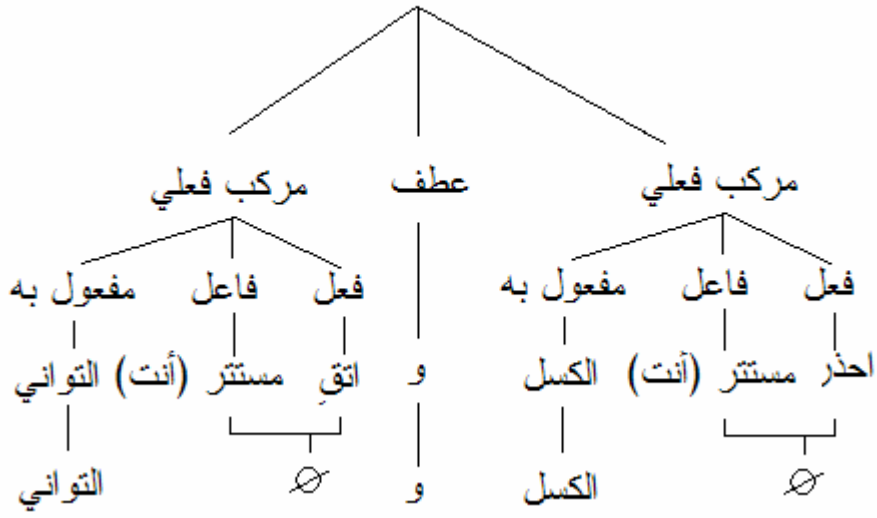 مركب فعلي عطف مركب فعلي
فعل فاعل مفعول به فعل فاعل مفعول به
احذر مستتر (أنت) الكسل و اتقِ مستتر (أنت) التواني
∅ الكسل و ∅ التواني